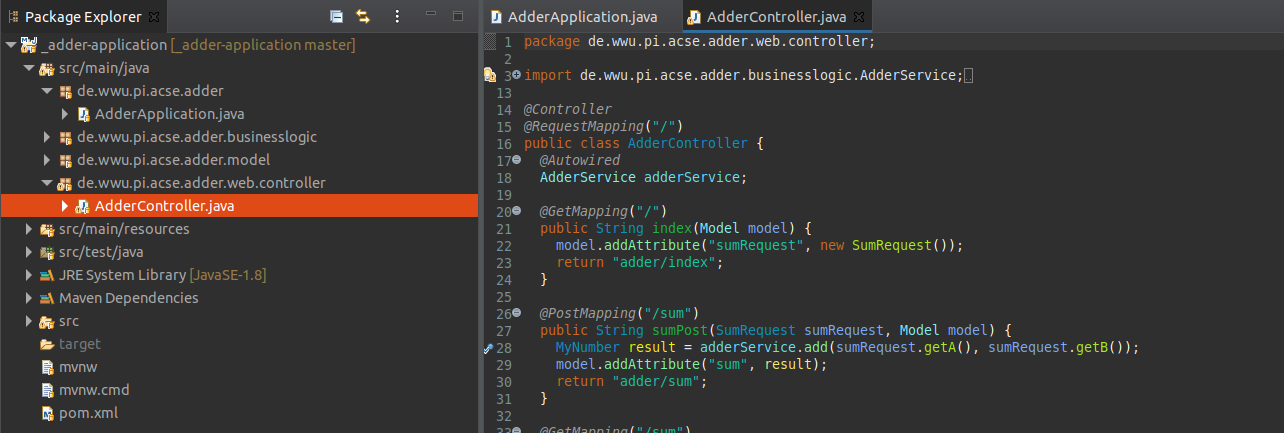 Package Explorer
_adder-application [_adder-application master]
src/main/java
de.wwu.pi.acse.adder
AdderApplication.java
de.wwu.pi.acse.adder.businesslogic
de.wwu.pi.acse.adder.model
de.wwu.pi.acse.adder.web.controller
AdderController.java
src/main/resources
src/test/java
JRE System Library [JavaSE-1.8]
Maven Dependencies
src
target
mvnw
mvnw.cmd
pom.xml
AdderApplication.java AdderController.java
1 package de.wwu.pi.acse.adder.web.controller;
2
3 import de.wwu.pi.acse.adder.businesslogic.AdderService;
13
14 @Controller
15 @RequestMapping("/")
16 public class AdderController {
17 @Autowired
18 AdderService adderService;
19
20 @GetMapping("/")
21 public String index(Model model) {
22 model.addAttribute("sumRequest", new SumRequest());
23 return "adder/index";
24 }
25
26 @PostMapping("/sum")
27 public String sumPost(SumRequest sumRequest, Model model) {
28 MyNumber result = adderService.add(sumRequest.getA(), sumRequest.getB());
29 model.addAttribute("sum", result);
30 return "adder/sum";
31 }
32
33 @GetMapping("/sum")